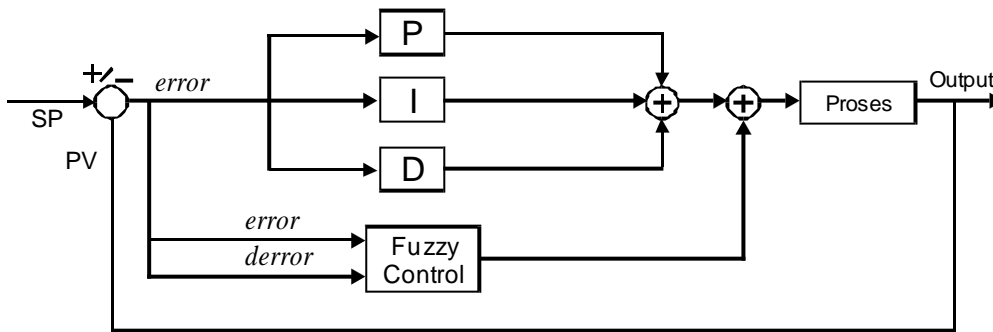 P
+/-
error
Output
SP
I
+
+
Proses
PV
D
error
derror
Fuzzy
Control